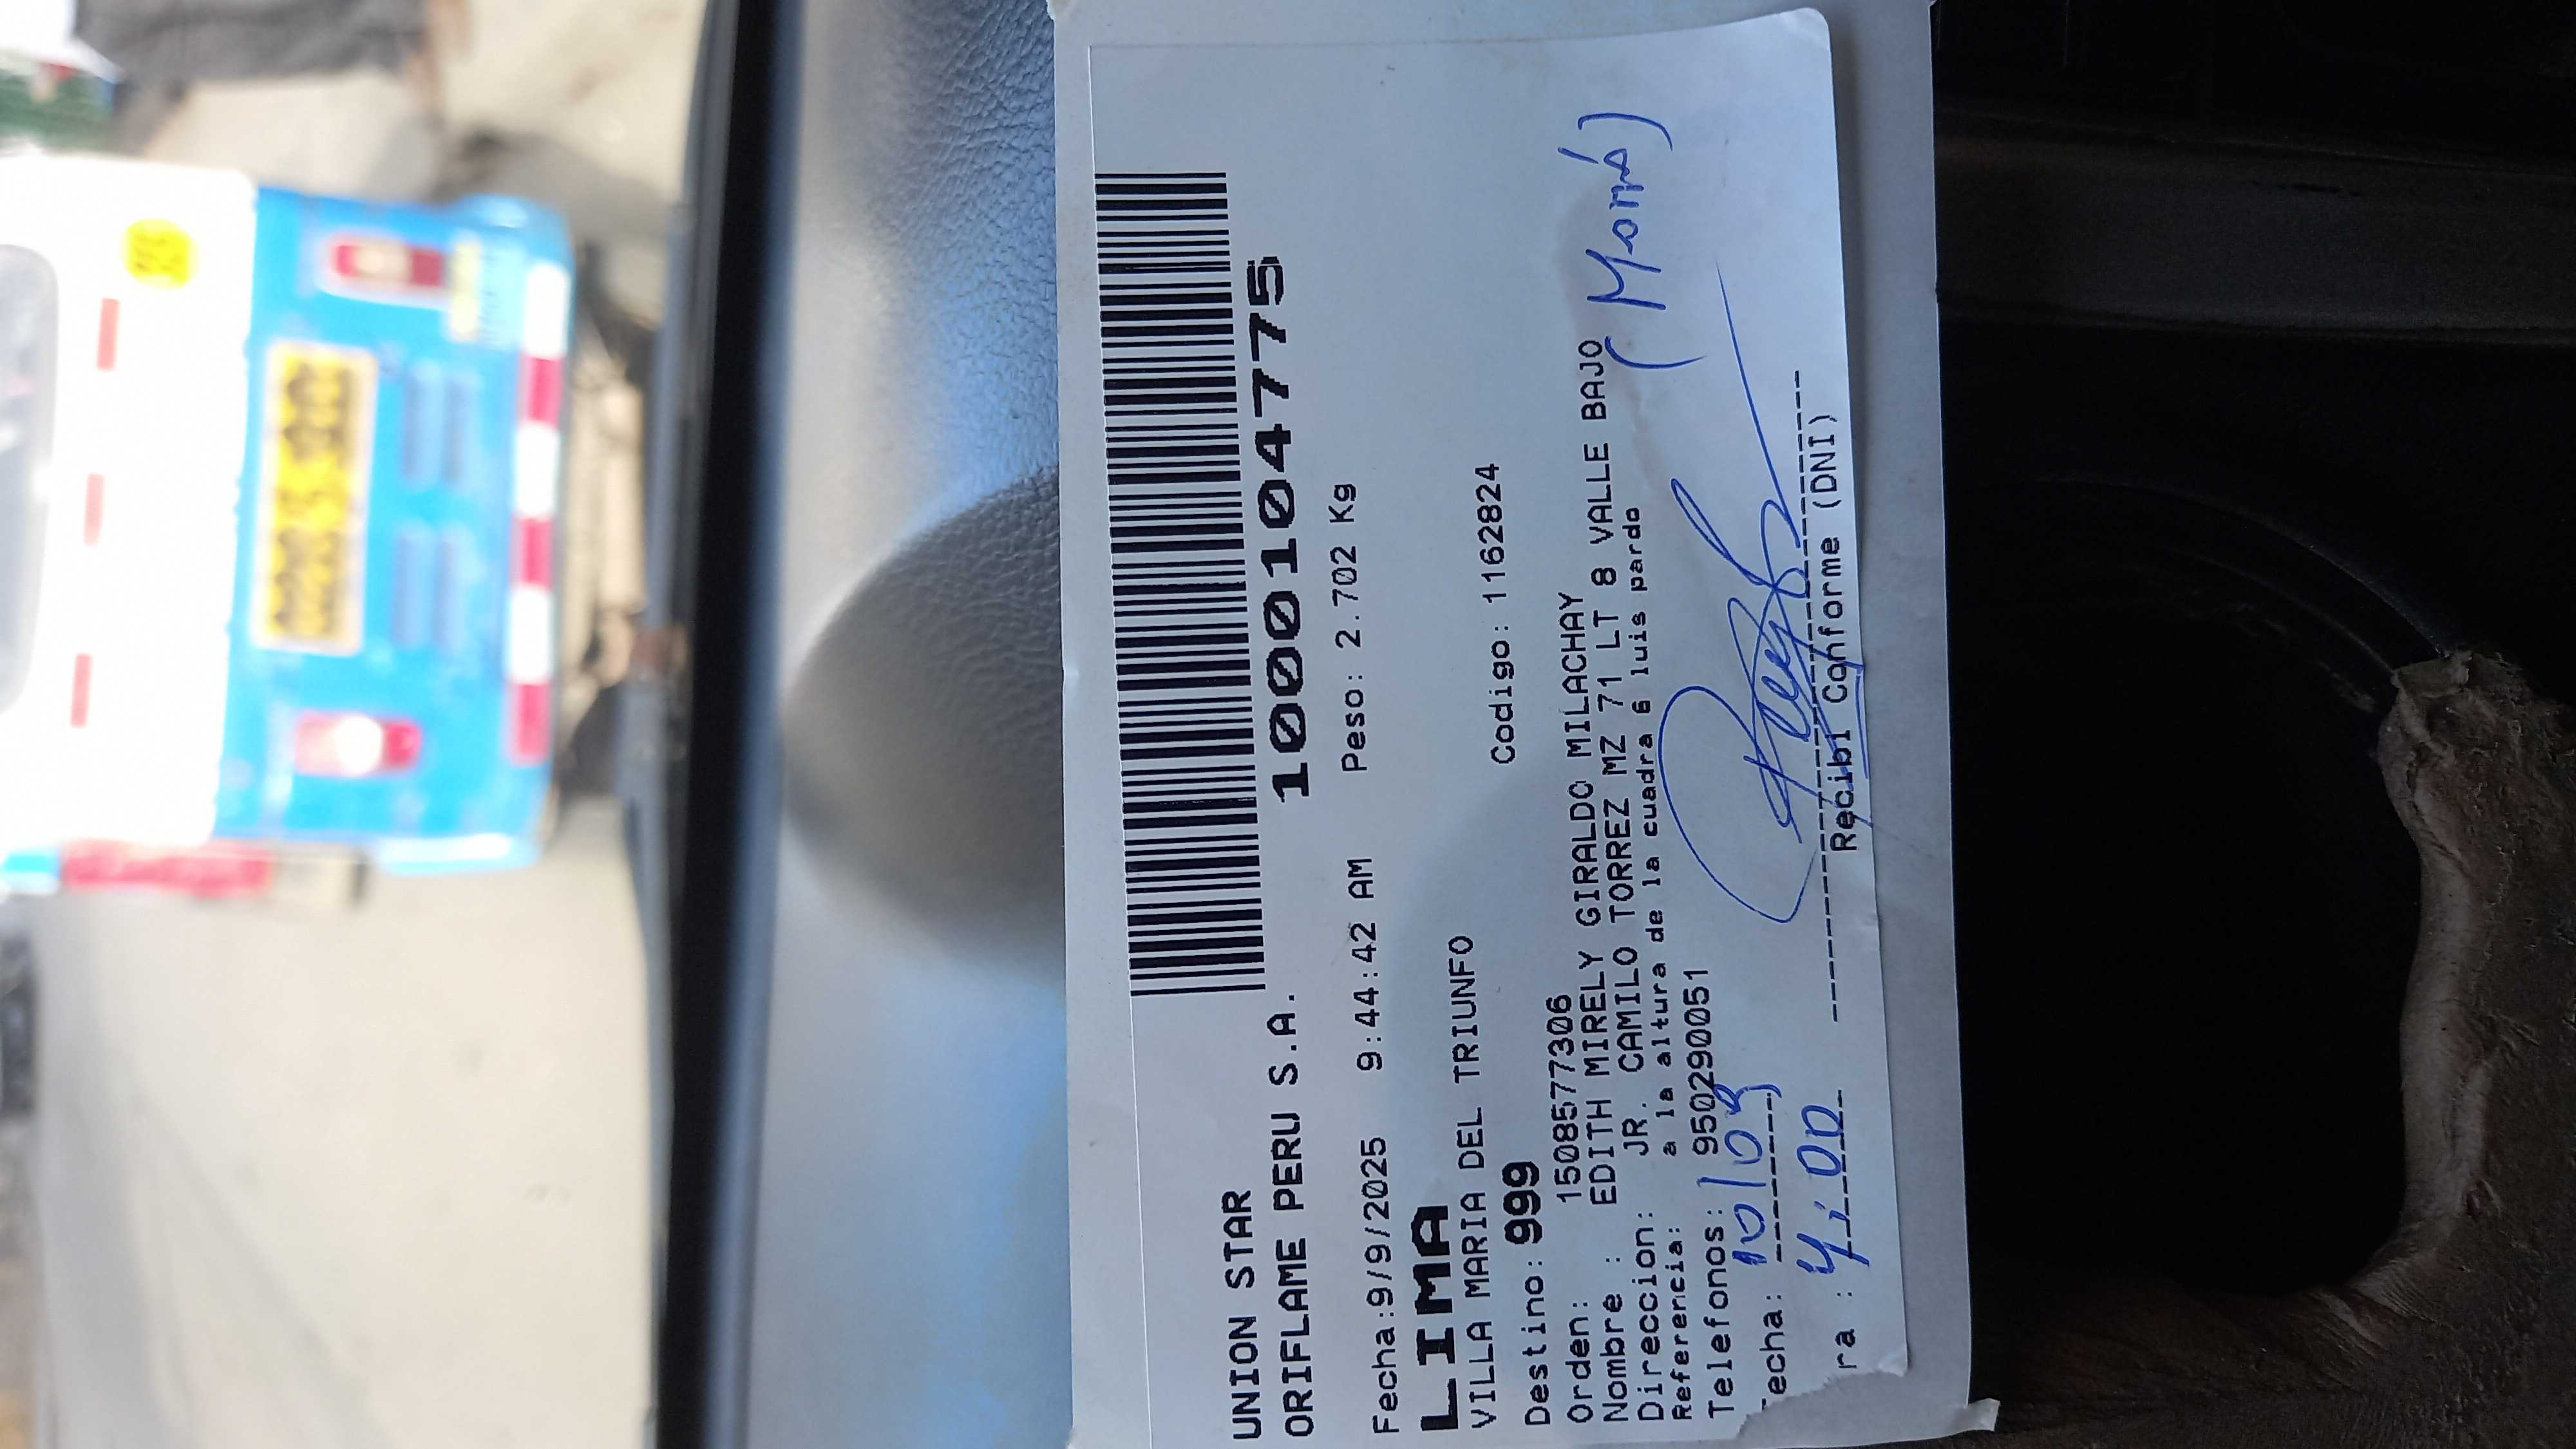 UNION STAR
ORIFLAME PERU S.A. 1000104775
Fecha:9/9/2025 9:44:42 AM Peso: 2.702 Kg
LIMA
VILLA MARIA DEL TRIUNFO
Destino: 999 Codigo: 1162824
Orden: 1508577306
Nombre : EDITH MIRELY GIRALDO MILACHAY
Direccion: JR. CAMILO TORREZ MZ 71 LT 8 VALLE BAJO
Referencia: a la altura de la cuadra 6 luis pardo
Telefonos: 950290051
(Mamá)
echa: 10/09
ra : 4:00
Recibi Conforme (DNI)